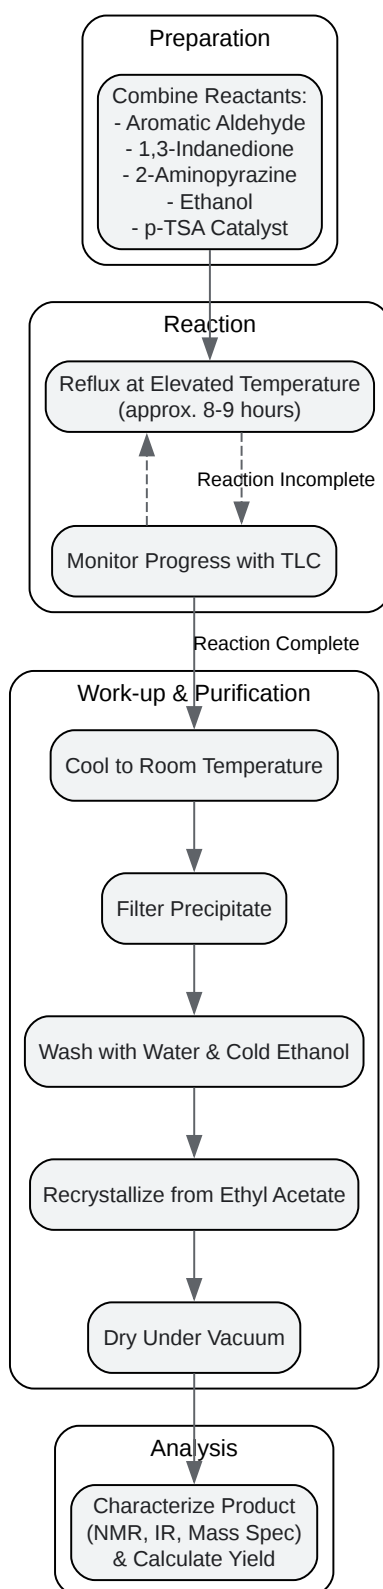 Preparation
Combine Reactants:
- Aromatic Aldehyde
- 1,3-Indanedione
- 2-Aminopyrazine
- Ethanol
- p-TSA Catalyst
Reaction
Reflux at Elevated Temperature
(approx. 8-9 hours)
Reaction Incomplete
Monitor Progress with TLC
Reaction Complete
Work-up & Purification
Cool to Room Temperature
Filter Precipitate
Wash with Water & Cold Ethanol
Recrystallize from Ethyl Acetate
Dry Under Vacuum
Analysis
Characterize Product
(NMR, IR, Mass Spec)
& Calculate Yield